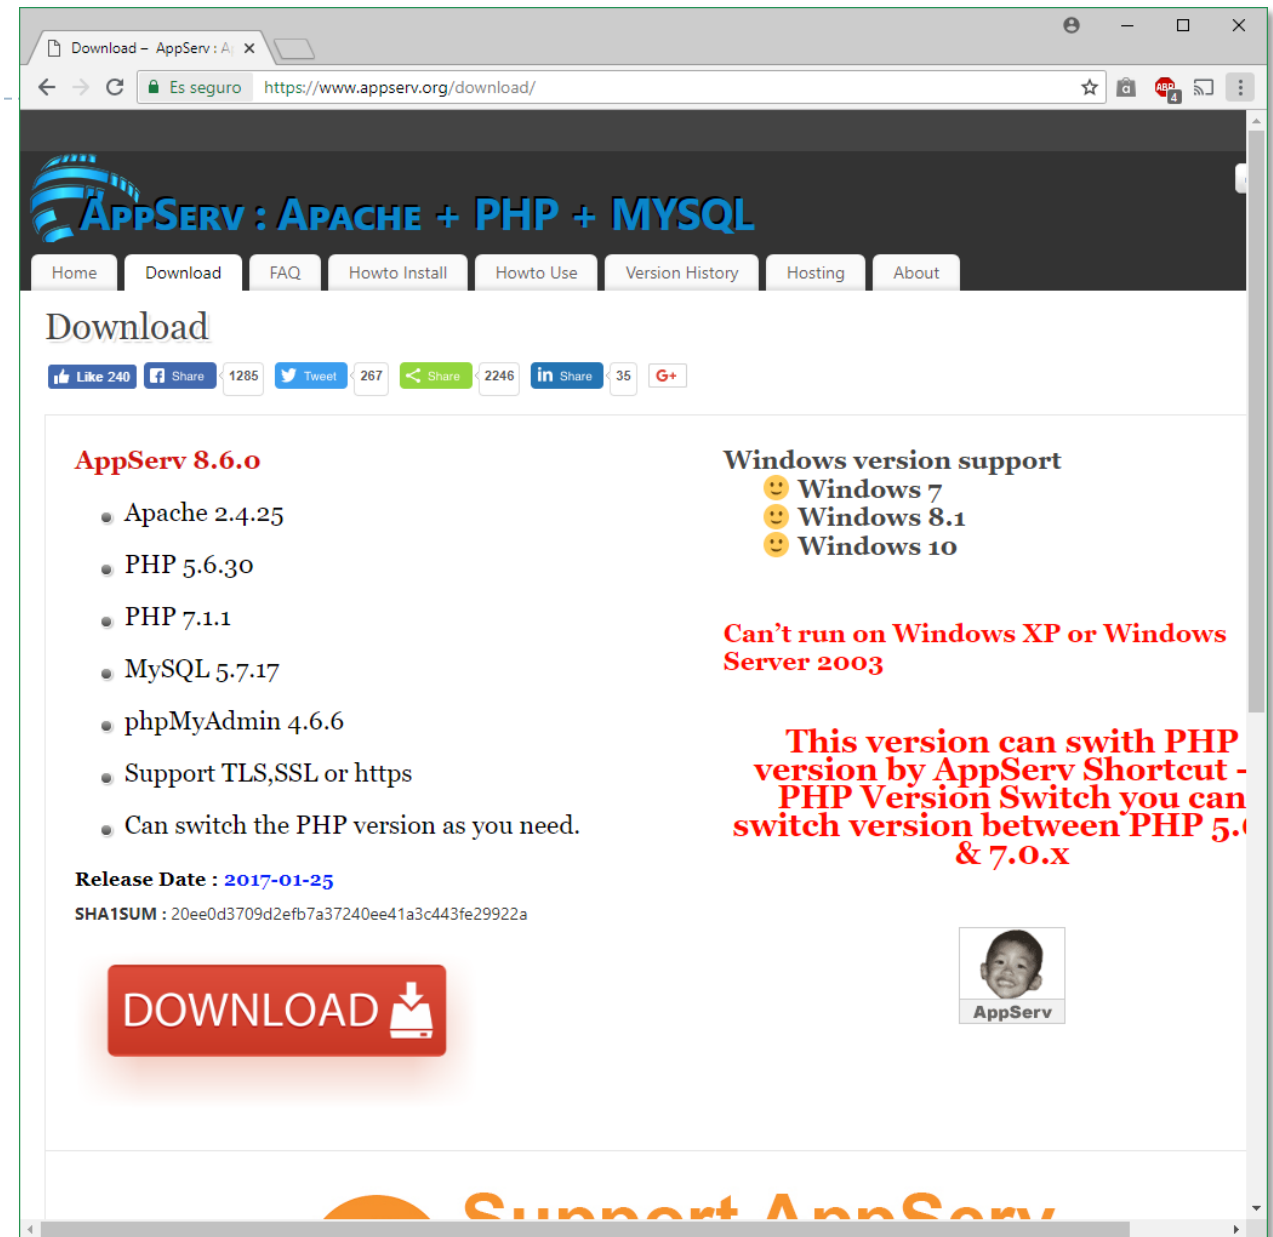 Download – AppServ : A
Es seguro https://www.appserv.org/download/
ABP
4
APPSERV : APACHE + PHP + MYSQL
Home Download FAQ Howto Install Howto Use Version History Hosting About
Download
Like 240 Share 1285 Tweet 267 Share 2246 in Share 35 G+
AppServ 8.6.0
Apache 2.4.25
PHP 5.6.30
PHP 7.1.1
MySQL 5.7.17
phpMyAdmin 4.6.6
Support TLS,SSL or https
Can switch the PHP version as you need.
Release Date : 2017-01-25
SHA1SUM : 20ee0d3709d2efb7a37240ee41a3c443fe29922a
DOWNLOAD
Windows version support
Windows 7
Windows 8.1
Windows 10
Can’t run on Windows XP or Windows
Server 2003
This version can swith PHP
version by AppServ Shortcut -
PHP Version Switch you can
switch version between PHP 5.
& 7.0.x
AppServ
Support AppServ